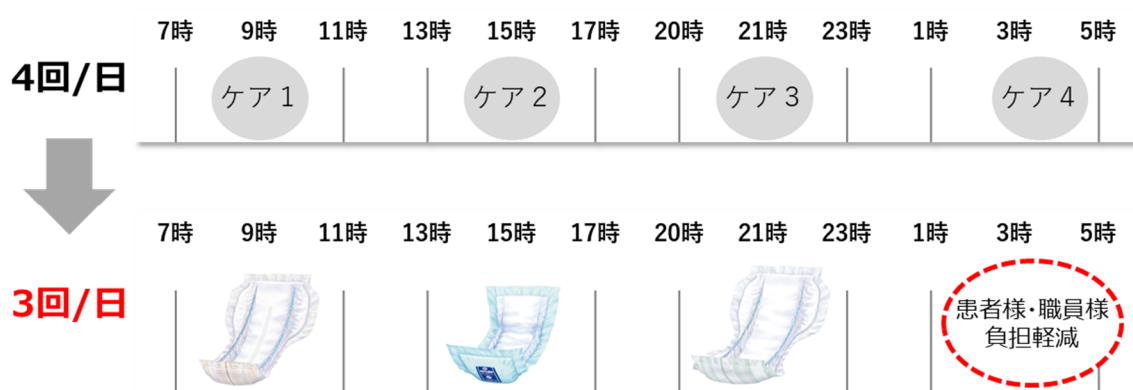 7時 9時 11時 13時 15時 17時 20時 21時 23時 1時 3時 5時
4回/日
ケア1 ケア2 ケア3 ケア4
7時 9時 11時 13時 15時 17時 20時 21時 23時 1時 3時 5時
3回/日
患者様・職員様
負担軽減